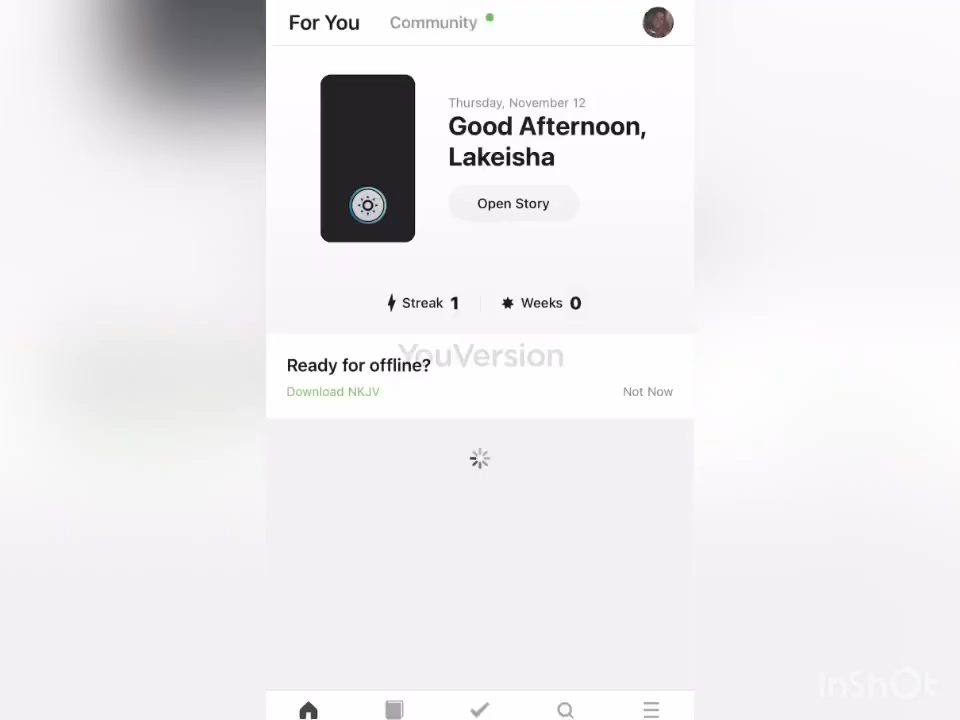 For You Community
Thursday, November 12
Good Afternoon,
Lakeisha
Open Story
Streak 1 Weeks 0
YouVersion
Ready for offline?
Download NKJV Not Now
InShOt